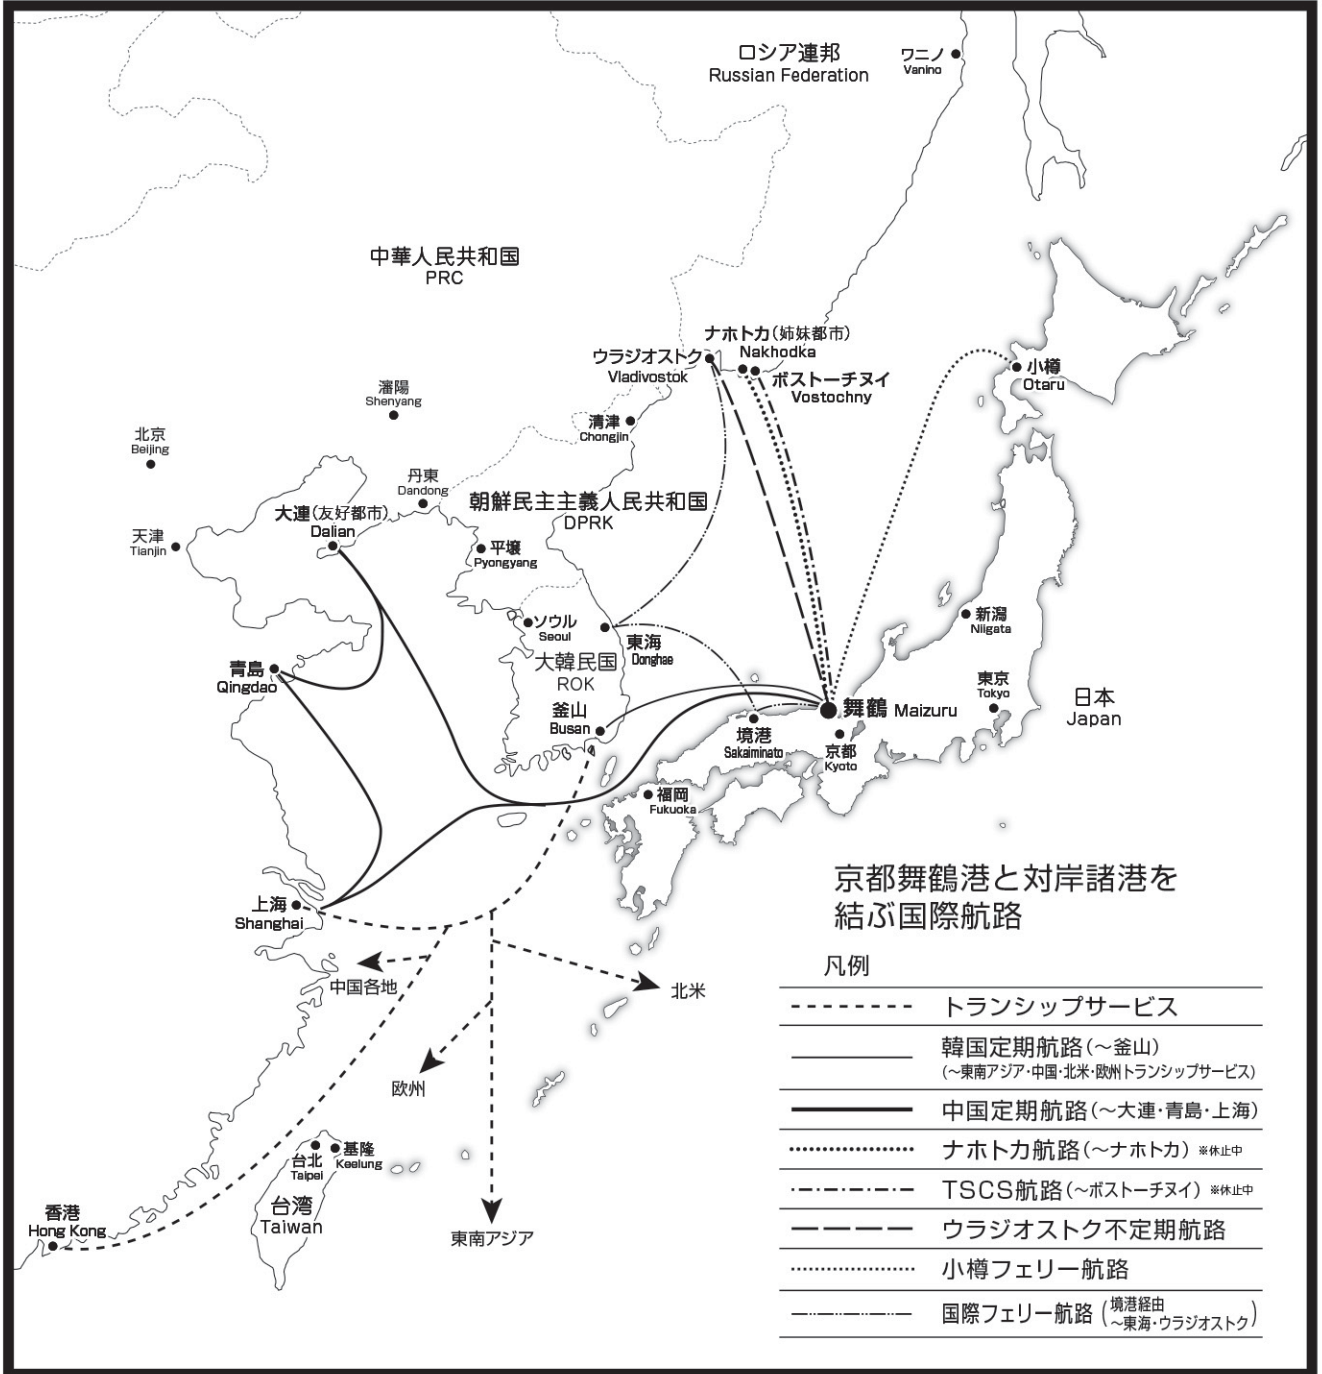 ロシア連邦
Russian Federation
ワニノ
Vanino
中華人民共和国
PRC
ナホトカ(姉妹都市)
Nakhodka
ウラジオストク
Vladivostok
ボストーチヌイ
Vostochny
小樽
Otaru
瀋陽
Shenyang
清津
Chongjin
北京
Beijing
丹東
Dandong
朝鮮民主主義人民共和国
DPRK
大連(友好都市)
Dalian
天津
Tianjin
平壌
Pyongyang
ソウル
Seoul
東海
Donghae
大韓民国
ROK
新潟
Niigata
青島
Qingdao
東京
Tokyo
日本
Japan
釜山
Busan
舞鶴 Maizuru
境港
Sakaiminato
京都
Kyoto
福岡
Fukuoka
上海
Shanghai
中国各地
北米
欧州
台北
Taipei
基隆
Keelung
台湾
Taiwan
香港
Hong Kong
東南アジア
京都舞鶴港と対岸諸港を
結ぶ国際航路
凡例
トランシップサービス
韓国定期航路(～釜山)
(～東南アジア・中国・北米・欧州トランシップサービス)
中国定期航路(～大連・青島・上海)
ナホトカ航路(～ナホトカ) ※休止中
TSCS航路(～ボストーチヌイ) ※休止中
ウラジオストク不定期航路
小樽フェリー航路
国際フェリー航路(境港経由
～東海・ウラジオストク)